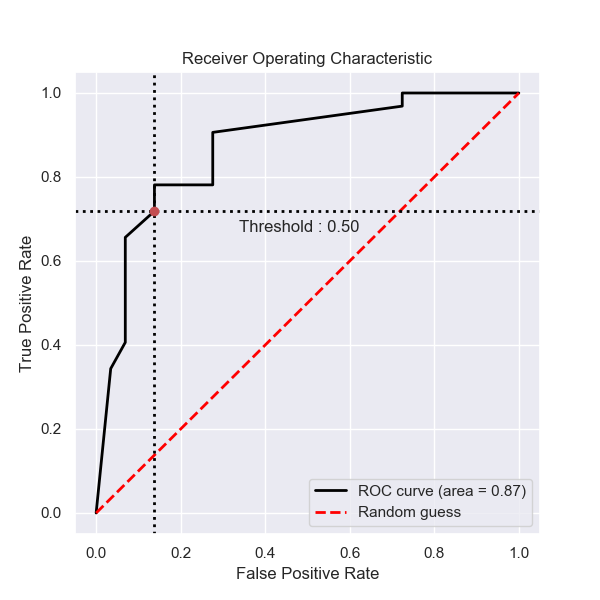 Receiver Operating Characteristic
True Positive Rate
1.0
0.8
0.6
0.4
0.2
0.0
Threshold : 0.50
ROC curve (area = 0.87)
Random guess
0.0 0.2 0.4 0.6 0.8 1.0
False Positive Rate